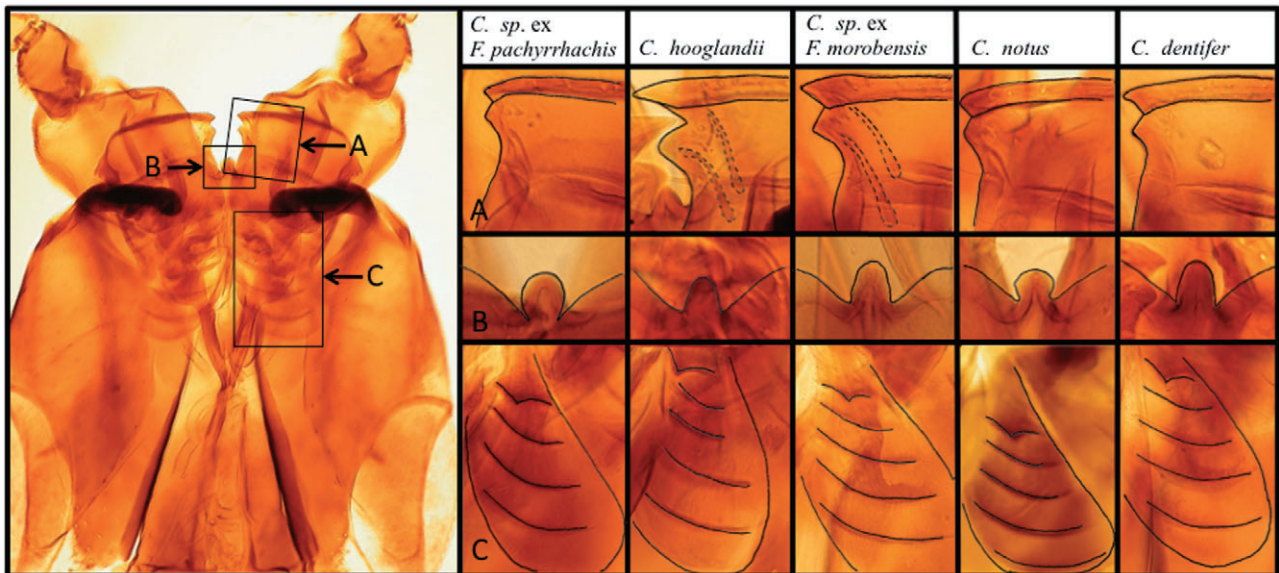 C. sp. ex
F. pachyrrhachis
C. hooglandii
C. sp. ex
F. morobensis
C. notus
C. dentifer
A
B
C
A
B
C